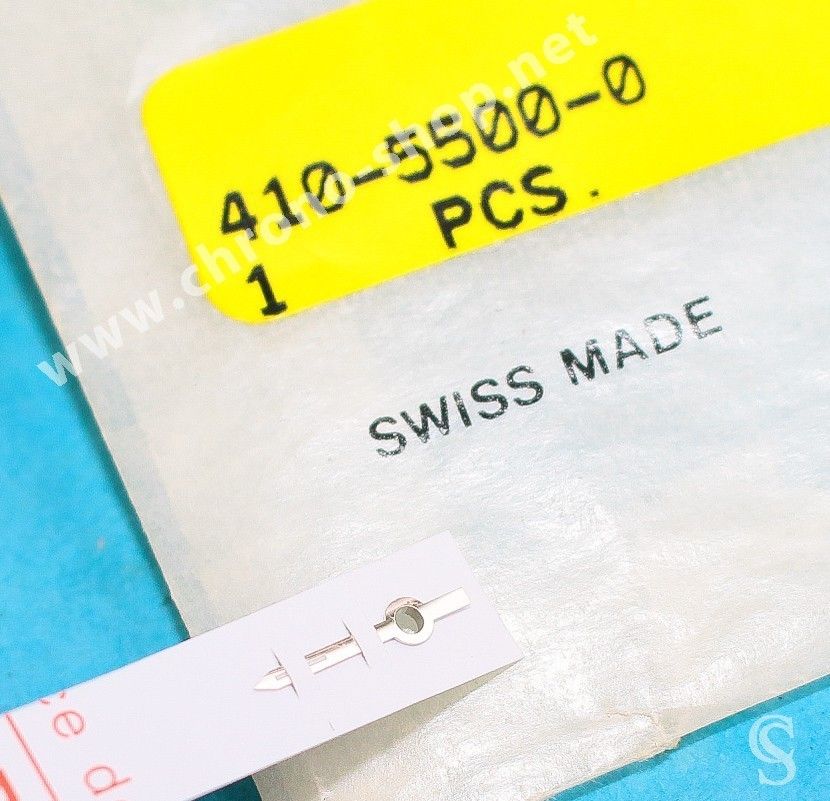 410-5500-0
PCS.
1
SWISS MADE
www.chrono-shop.net